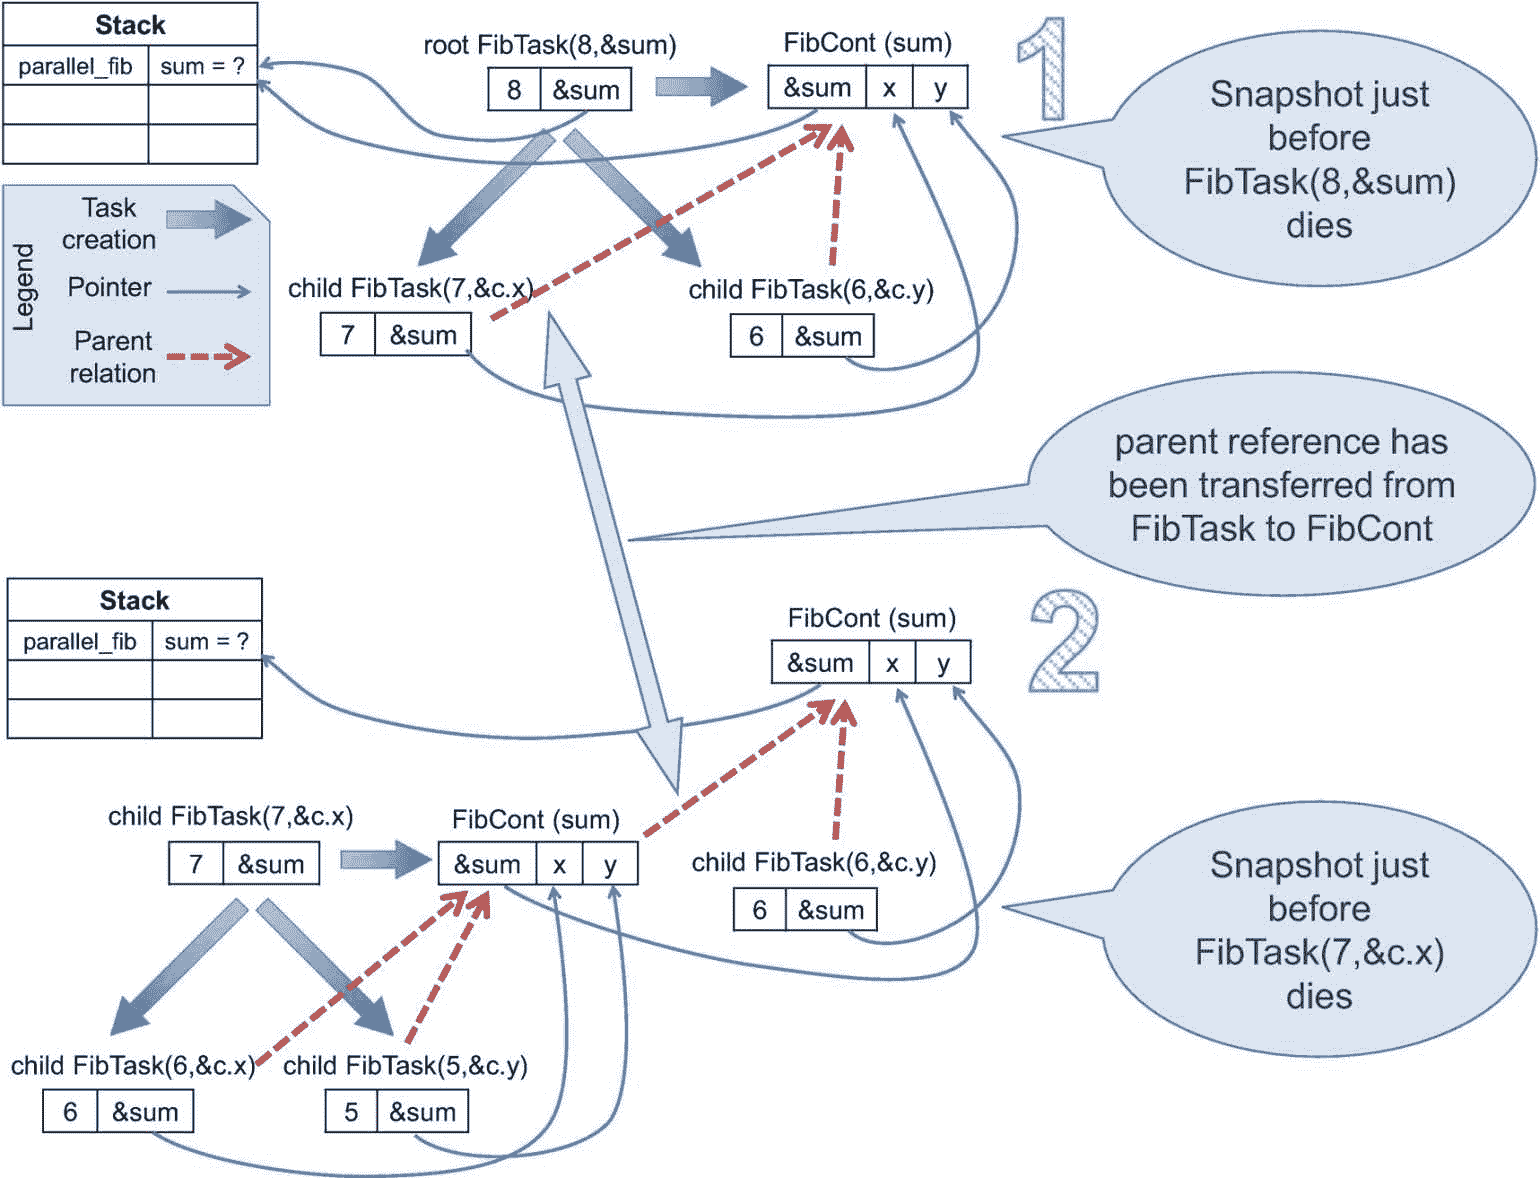 Stack
parallel_fib sum = ?
root FibTask(8,&sum)
8 &sum
FibCont (sum)
&sum x y
1
Snapshot just
before
FibTask(8,&sum)
dies
Legend
Task
creation
Pointer
Parent
relation
child FibTask(7,&c.x)
7 &sum
child FibTask(6,&c.y)
6 &sum
parent reference has
been transferred from
FibTask to FibCont
Stack
parallel_fib sum = ?
FibCont (sum)
&sum x y
2
child FibTask(7,&c.x)
7 &sum
FibCont (sum)
&sum x y
child FibTask(6,&c.y)
6 &sum
Snapshot just
before
FibTask(7,&c.x)
dies
child FibTask(6,&c.x)
6 &sum
child FibTask(5,&c.y)
5 &sum